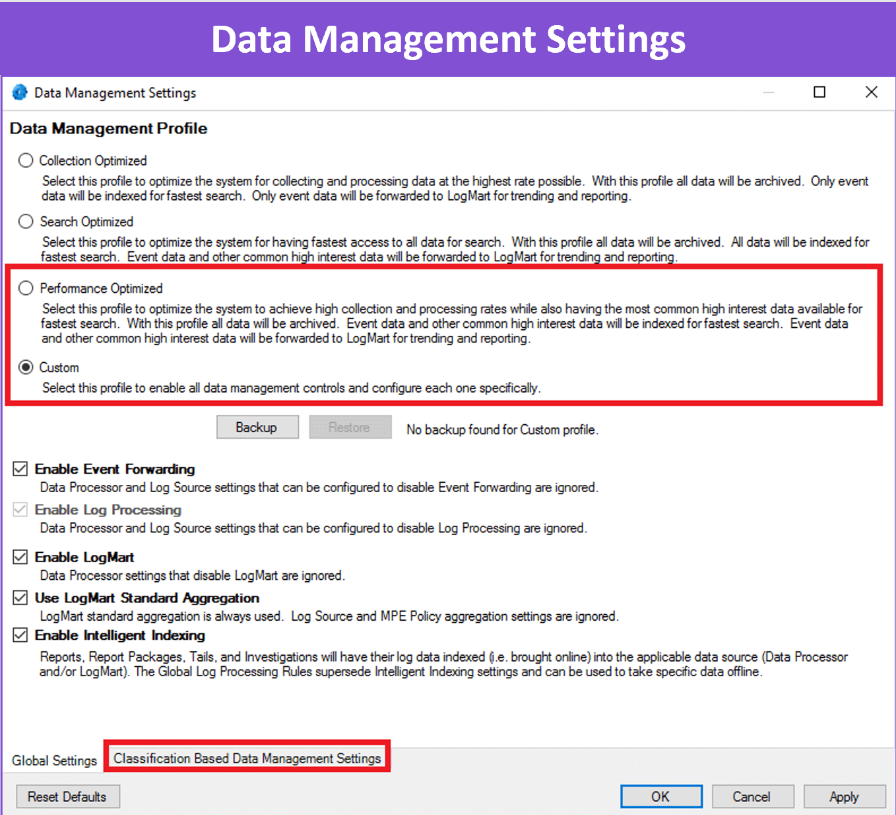 Data Management Settings
Data Management Settings
Data Management Profile
Collection Optimized
Select this profile to optimize the system for collecting and processing data at the highest rate possible.  With this profile all data will be archived.  Only event
data will be indexed for fastest search.  Only event data will be forwarded to LogMart for trending and reporting.
Search Optimized
Select this profile to optimize the system for having fastest access to all data for search.  With this profile all data will be archived.  All data will be indexed for
fastest search.  Event data and other common high interest data will be forwarded to LogMart for trending and reporting.
Performance Optimized
Select this profile to optimize the system to achieve high collection and processing rates while also having the most common high interest data available for
fastest search.  With this profile all data will be archived.  Event data and other common high interest data will be indexed for fastest search.  Event data
and other common high interest data will be forwarded to LogMart for trending and reporting.
Custom
Select this profile to enable all data management controls and configure each one specifically.
Backup Restore No backup found for Custom profile.
Enable Event Forwarding
Data Processor and Log Source settings that can be configured to disable Event Forwarding are ignored.
Enable Log Processing
Data Processor and Log Source settings that can be configured to disable Log Processing are ignored.
Enable LogMart
Data Processor settings that disable LogMart are ignored.
Use LogMart Standard Aggregation
LogMart standard aggregation is always used.  Log Source and MPE Policy aggregation settings are ignored.
Enable Intelligent Indexing
Reports, Report Packages, Tails, and Investigations will have their log data indexed (i.e. brought online) into the applicable data source (Data Processor
and/or LogMart). The Global Log Processing Rules supersede Intelligent Indexing settings and can be used to take specific data offline.
Global Settings Classification Based Data Management Settings
Reset Defaults OK Cancel Apply